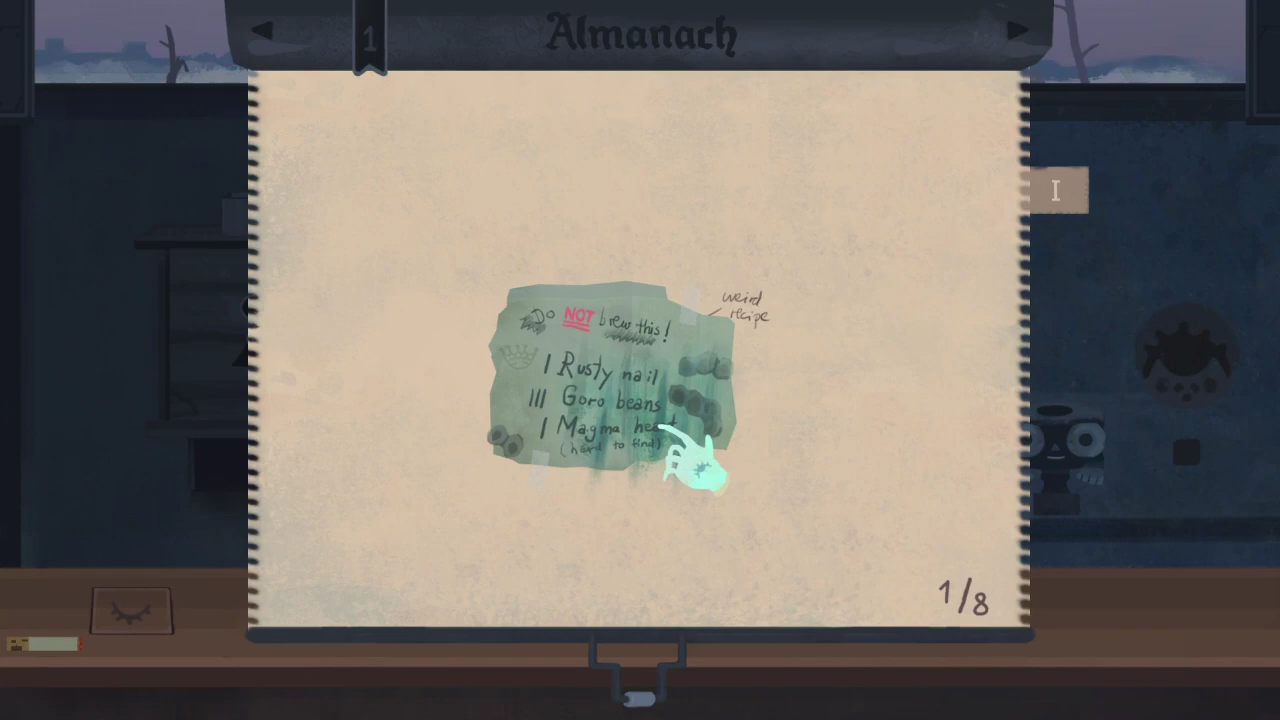 1
Almanach
I
weird
recipe
Do NOT brew this!
I Rusty nail
III Goro beans
I Magma heart
(hard to find)
1/8